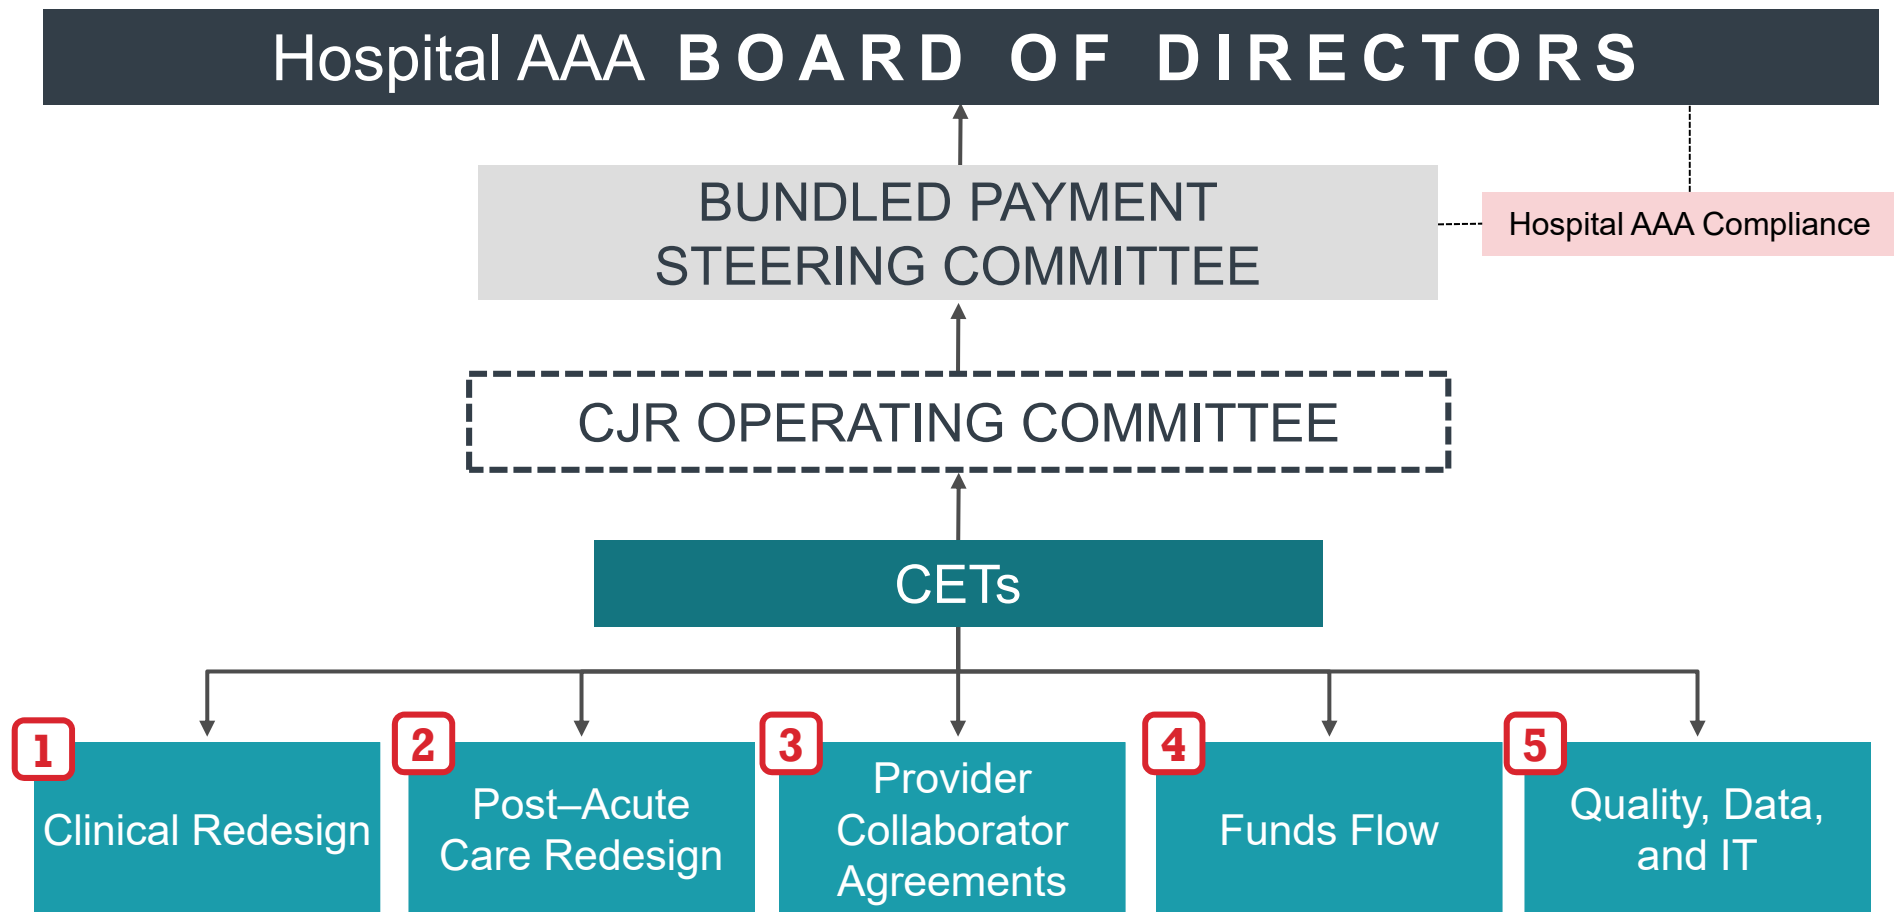 Hospital AAA BOARD OF DIRECTORS
BUNDLED PAYMENT
STEERING COMMITTEE
Hospital AAA Compliance
CJR OPERATING COMMITTEE
CETs
1
Clinical Redesign
2
Post–Acute
Care Redesign
3
Provider
Collaborator
Agreements
4
Funds Flow
5
Quality, Data,
and IT